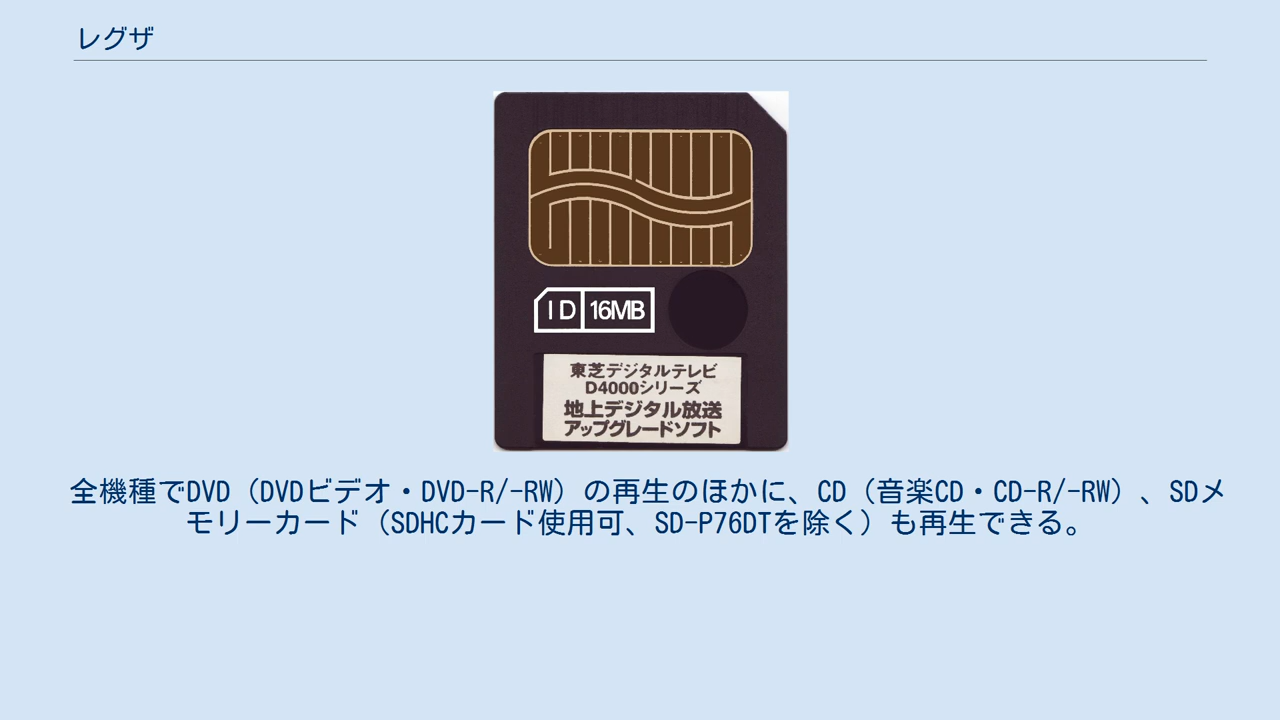 レグザ
ID 16MB
東芝デジタルテレビ
D4000シリーズ
地上デジタル放送
アップグレードソフト
全機種でDVD（DVDビデオ・DVD-R/-RW）の再生のほかに、CD（音楽CD・CD-R/-RW）、SDメ
モリーカード（SDHCカード使用可、SD-P76DTを除く）も再生できる。